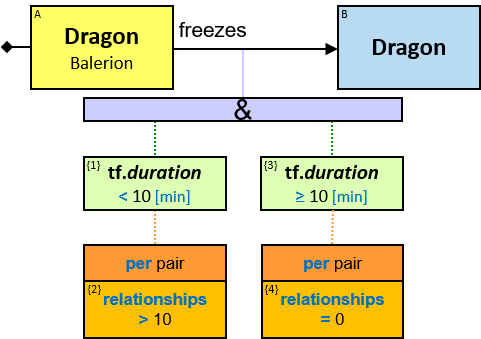 A
Dragon
Balerion
freezes
B
Dragon
&
{1}
tf.duration
< 10 [min]
{3}
tf.duration
≥ 10 [min]
per pair
{2}
relationships
> 10
per pair
{4}
relationships
= 0